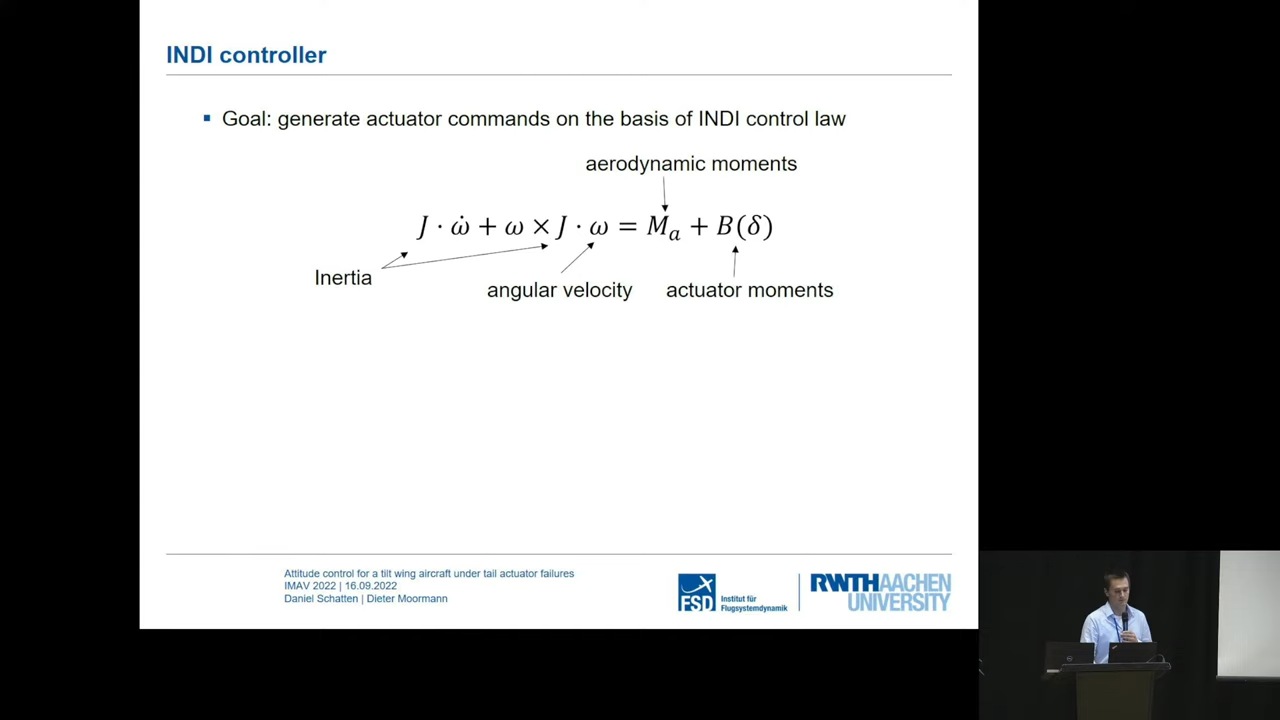 INDI controller
▪ Goal: generate actuator commands on the basis of INDI control law
aerodynamic moments
J · ω̇ + ω × J · ω = Mₐ + B(δ)
Inertia
angular velocity
actuator moments
Attitude control for a tilt wing aircraft under tail actuator failures
IMAV 2022 | 16.09.2022
Daniel Schatten | Dieter Moormann
FSD
Institut für
Flugsystemdynamik
RWTHAACHEN
UNIVERSITY